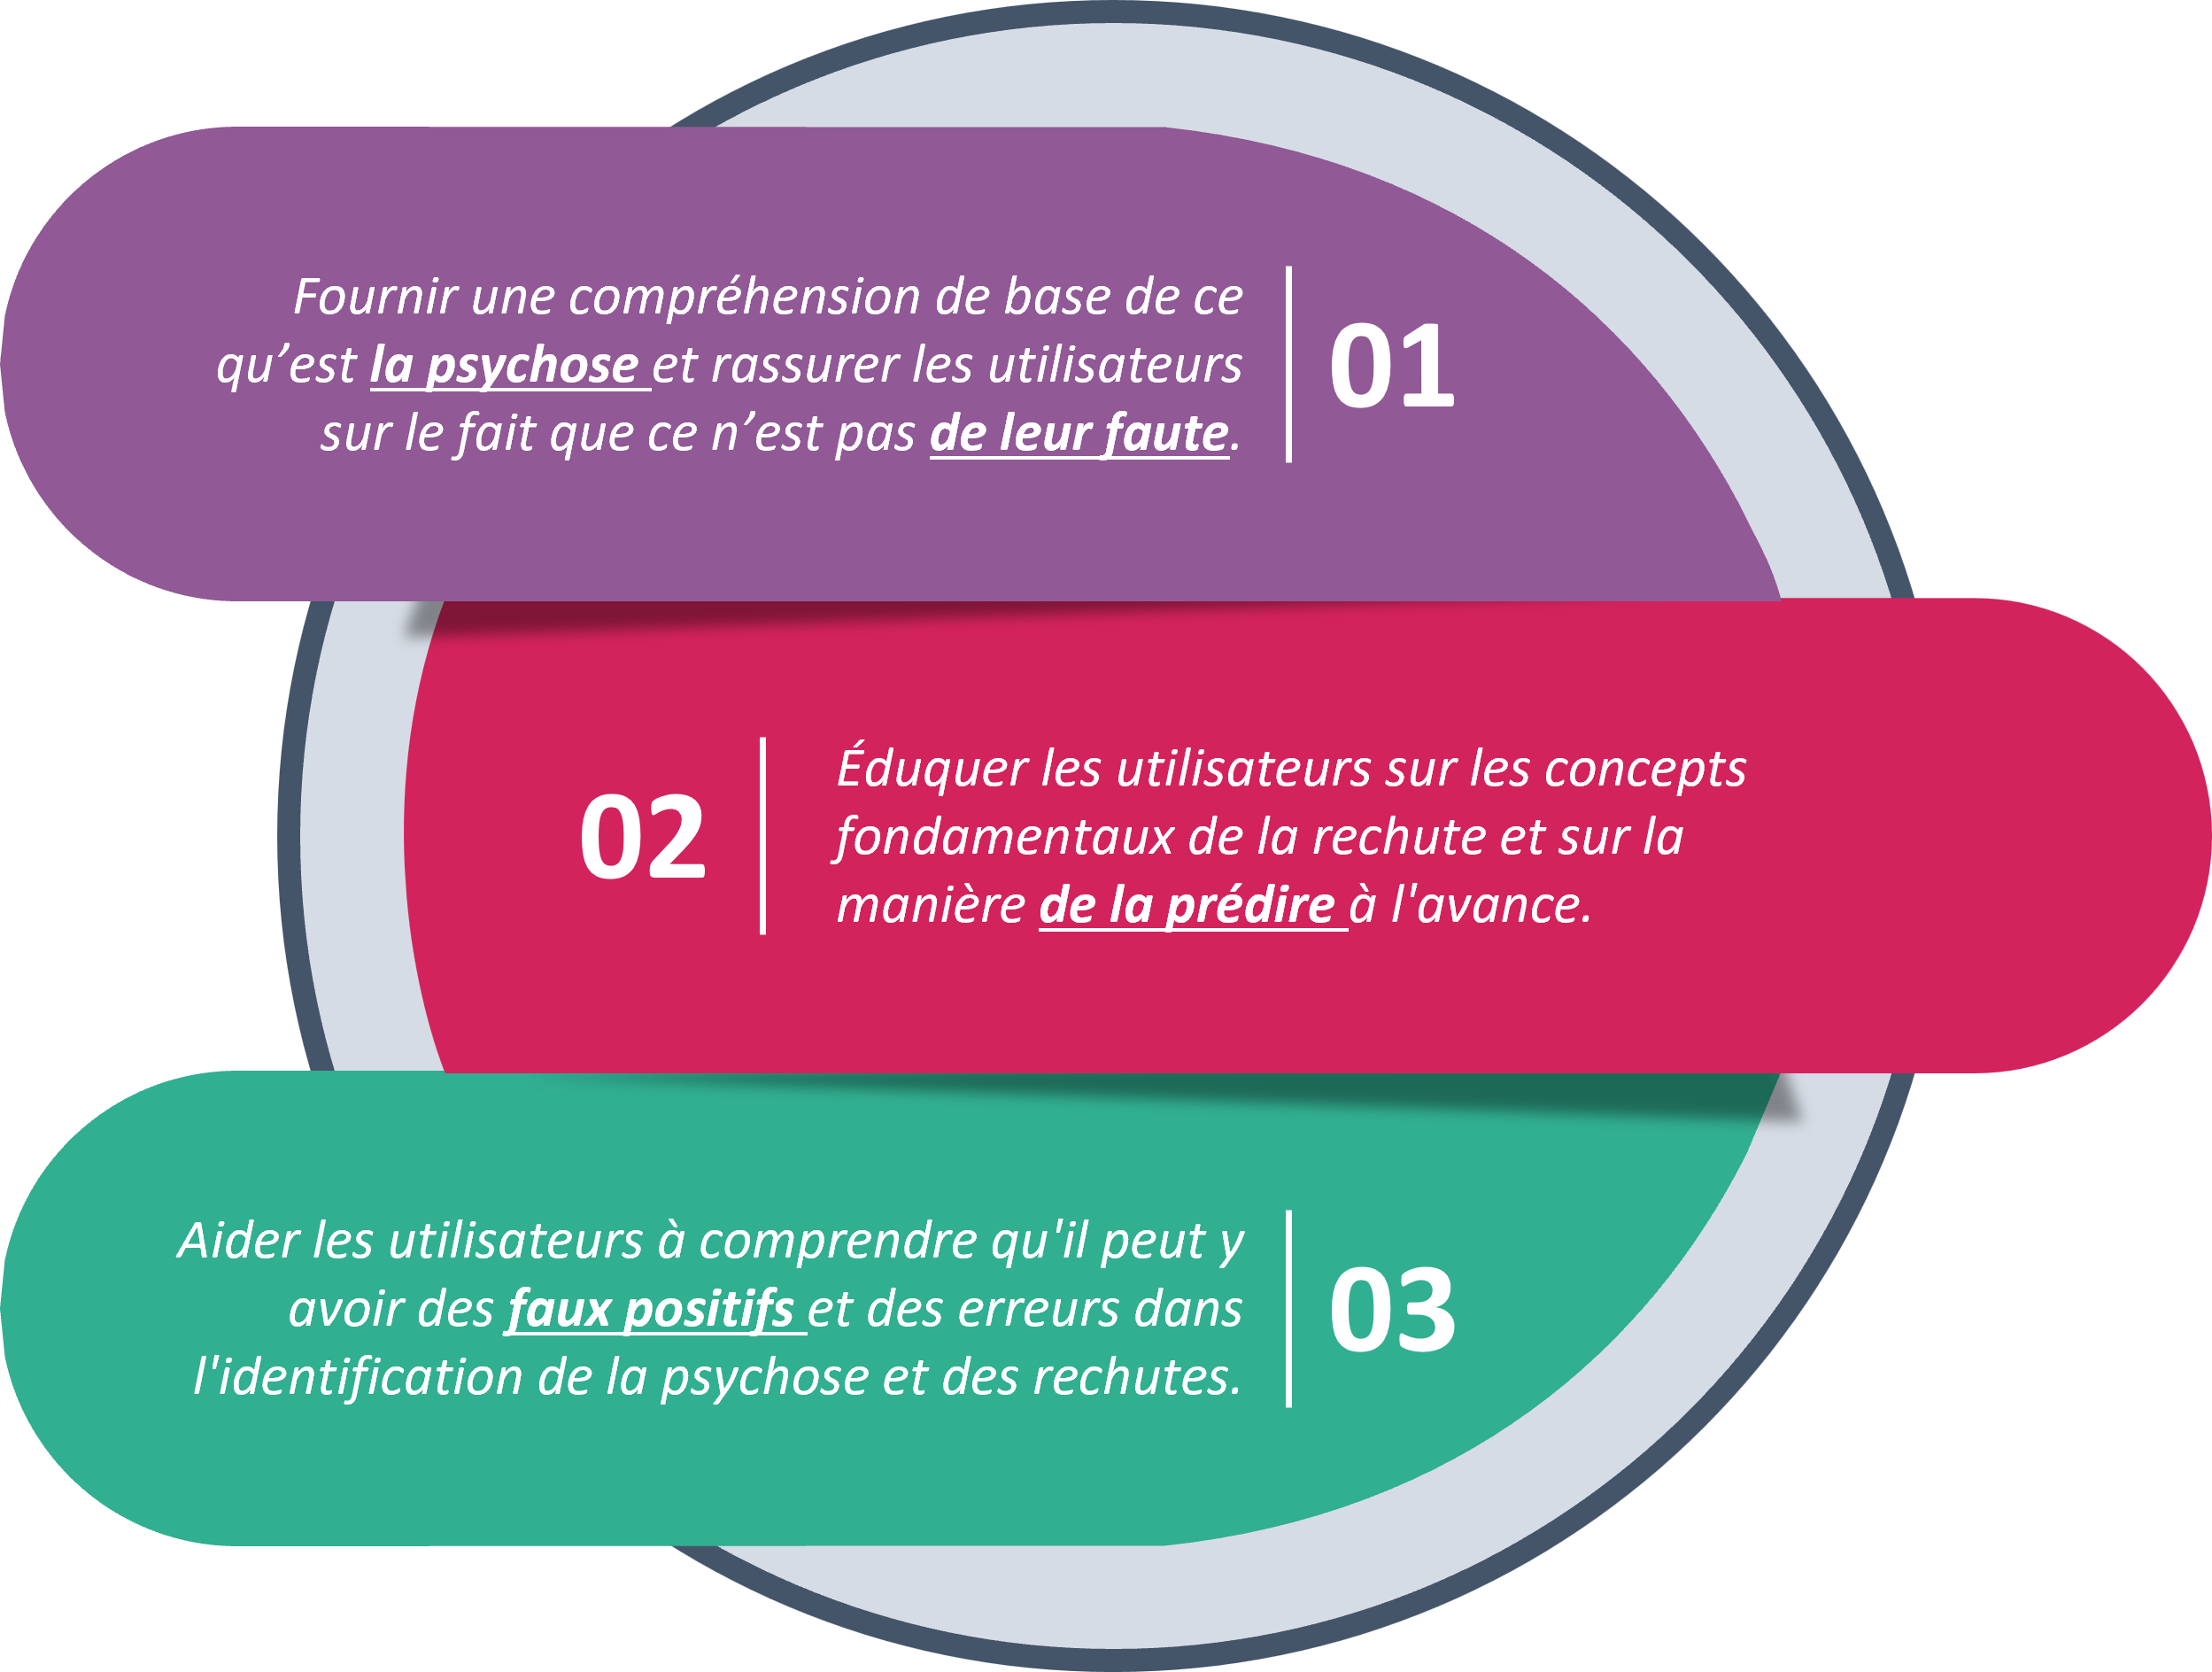 Fournir une compréhension de base de ce
qu’est la psychose et rassurer les utilisateurs
sur le fait que ce n’est pas de leur faute.
01
02
Éduquer les utilisateurs sur les concepts
fondamentaux de la rechute et sur la
manière de la prédire à l'avance.
Aider les utilisateurs à comprendre qu'il peut y
avoir des faux positifs et des erreurs dans
l'identification de la psychose et des rechutes.
03